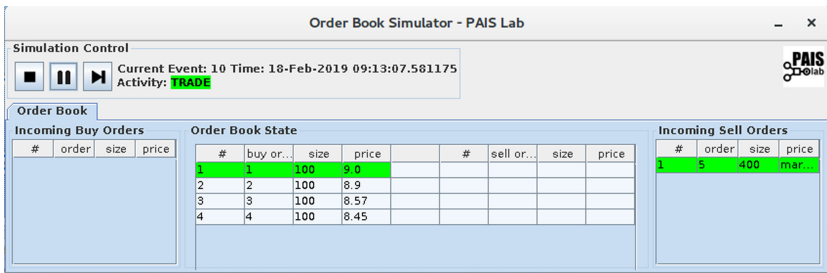 Order Book Simulator - PAIS Lab
Simulation Control
Current Event: 10 Time: 18-Feb-2019 09:13:07.581175
Activity: TRADE
PAIS
lab
Order Book
Incoming Buy Orders
# order size price
Order Book State
# buy or... size price # sell or... size price
1 1 100 9.0
2 2 100 8.9
3 3 100 8.57
4 4 100 8.45
Incoming Sell Orders
# order size price
1 5 400 mar...